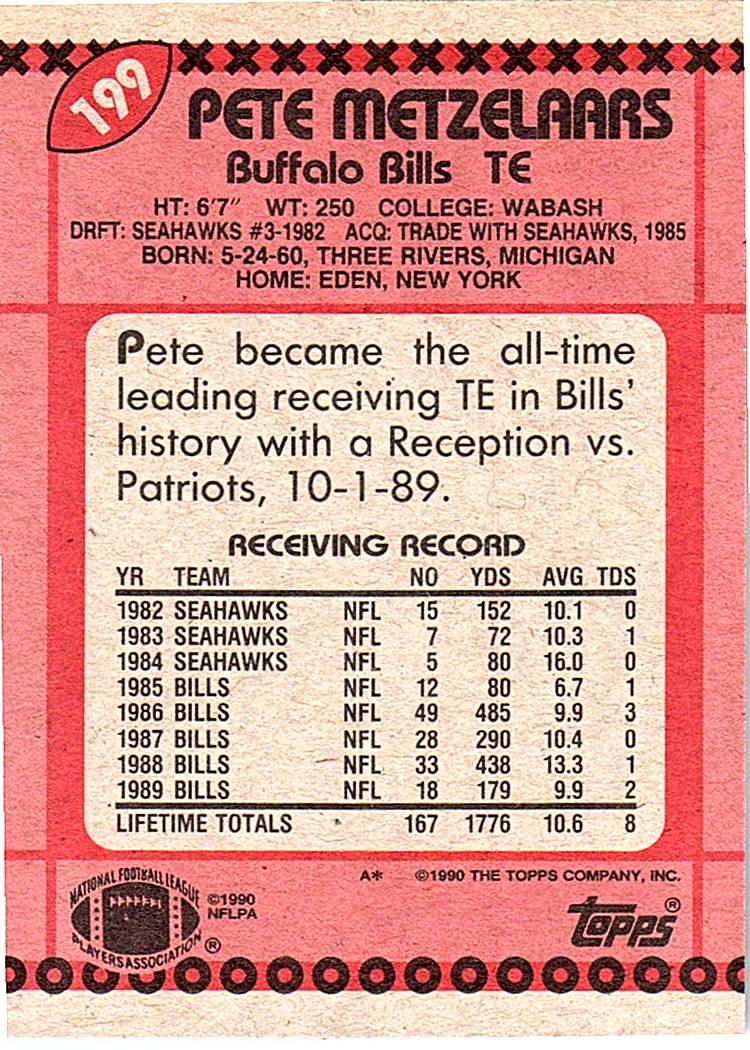 199
PETE METZELAARS
Buffalo Bills TE
HT: 6'7" WT: 250 COLLEGE: WABASH
DRFT: SEAHAWKS #3-1982 ACQ: TRADE WITH SEAHAWKS, 1985
BORN: 5-24-60, THREE RIVERS, MICHIGAN
HOME: EDEN, NEW YORK
Pete became the all-time
leading receiving TE in Bills'
history with a Reception vs.
Patriots, 10-1-89.
RECEIVING RECORD
YR TEAM NO YDS AVG TDS
1982 SEAHAWKS NFL 15 152 10.1 0
1983 SEAHAWKS NFL 7 72 10.3 1
1984 SEAHAWKS NFL 5 80 16.0 0
1985 BILLS NFL 12 80 6.7 1
1986 BILLS NFL 49 485 9.9 3
1987 BILLS NFL 28 290 10.4 0
1988 BILLS NFL 33 438 13.3 1
1989 BILLS NFL 18 179 9.9 2
LIFETIME TOTALS 167 1776 10.6 8
A* ©1990 THE TOPPS COMPANY, INC.
NATIONAL FOOTBALL LEAGUE
PLAYERS ASSOCIATION ®
©1990
NFLPA
Topps®